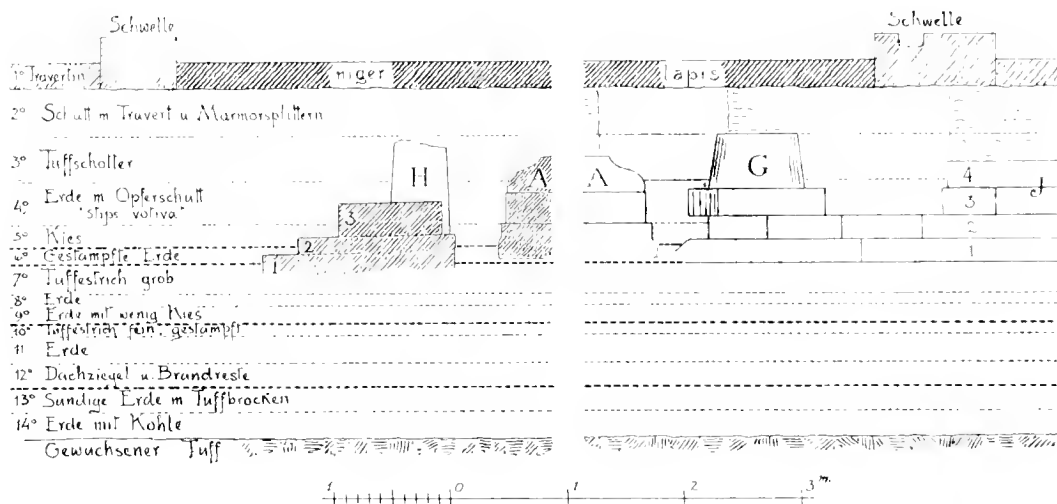 Schwelle
Schwelle
1° Travertin niger lapis
2° Schutt m Travert u Marmorsplittern
3° Tuffschotter
H A A G
4
4° Erde m Opferschutt
"stips votiva"
3 3 d
5° Kies
2 2
6° Gestampfte Erde
1 1
7° Tuffestrich grob
8° Erde
9° Erde mit wenig Kies
10° Tuffestrich fein, gestampft
11 Erde
12° Dachziegel u. Brandreste
13° Sandige Erde m Tuffbrocken
14° Erde mit Kohle
Gewachsener Tuff
1 0 1 2 3 m.